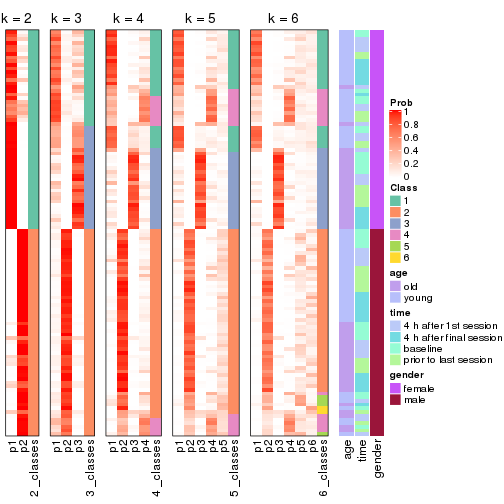 k = 2 k = 3 k = 4 k = 5 k = 6
Prob
1
0.8
0.6
0.4
0.2
0
Class
1
2
3
4
5
6
age
old
young
time
4 h after 1st session
4 h after final session
baseline
prior to last session
gender
female
male
p1 p2 2_classes p1 p2 p3 3_classes p1 p2 p3 p4 4_classes p1 p2 p3 p4 p5 5_classes p1 p2 p3 p4 p5 p6 6_classes age time gender